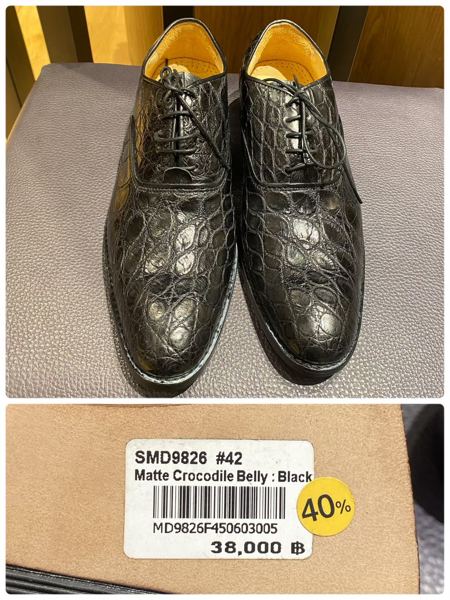 SMD9826 #42
Matte Crocodile Belly : Black
40%
MD9826F450603005
38,000 ฿